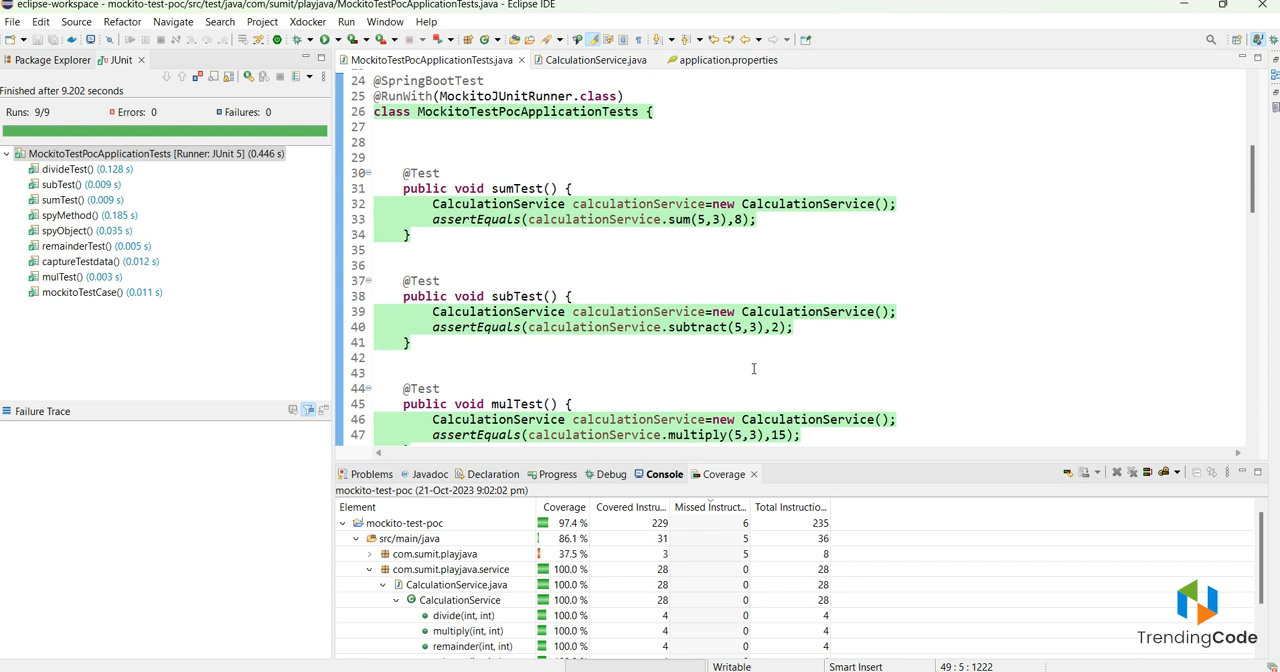 eclipse-workspace - mockito-test-poc/src/test/java/com/sumit/playjava/MockitoTestPocApplicationTests.java - Eclipse IDE
File Edit Source Refactor Navigate Search Project Xdocker Run Window Help
Package Explorer JUnit
MockitoTestPocApplicationTests.java CalculationService.java application.properties
Finished after 9.202 seconds
Runs: 9/9 Errors: 0 Failures: 0
MockitoTestPocApplicationTests [Runner: JUnit 5] (0.446 s)
divideTest() (0.128 s)
subTest() (0.009 s)
sumTest() (0.009 s)
spyMethod() (0.185 s)
spyObject() (0.035 s)
remainderTest() (0.005 s)
captureTestdata() (0.012 s)
mulTest() (0.003 s)
mockitoTestCase() (0.011 s)
Failure Trace
24 @SpringBootTest
25 @RunWith(MockitoJUnitRunner.class)
26 class MockitoTestPocApplicationTests {
27
28
29
30 @Test
31 public void sumTest() {
32 CalculationService calculationService=new CalculationService();
33 assertEquals(calculationService.sum(5,3),8);
34 }
35
36
37 @Test
38 public void subTest() {
39 CalculationService calculationService=new CalculationService();
40 assertEquals(calculationService.subtract(5,3),2);
41 }
42
43
44 @Test
45 public void mulTest() {
46 CalculationService calculationService=new CalculationService();
47 assertEquals(calculationService.multiply(5,3),15);
Problems Javadoc Declaration Progress Debug Console Coverage
mockito-test-poc (21-Oct-2023 9:02:02 pm)
Element Coverage Covered Instru... Missed Instruct... Total Instructio...
mockito-test-poc 97.4 % 229 6 235
src/main/java 86.1 % 31 5 36
com.sumit.playjava 37.5 % 3 5 8
com.sumit.playjava.service 100.0 % 28 0 28
CalculationService.java 100.0 % 28 0 28
CalculationService 100.0 % 28 0 28
divide(int, int) 100.0 % 4 0 4
multiply(int, int) 100.0 % 4 0 4
remainder(int, int) 100.0 % 4 0 4
TrendingCode
Writable Smart Insert 49 : 5 : 1222